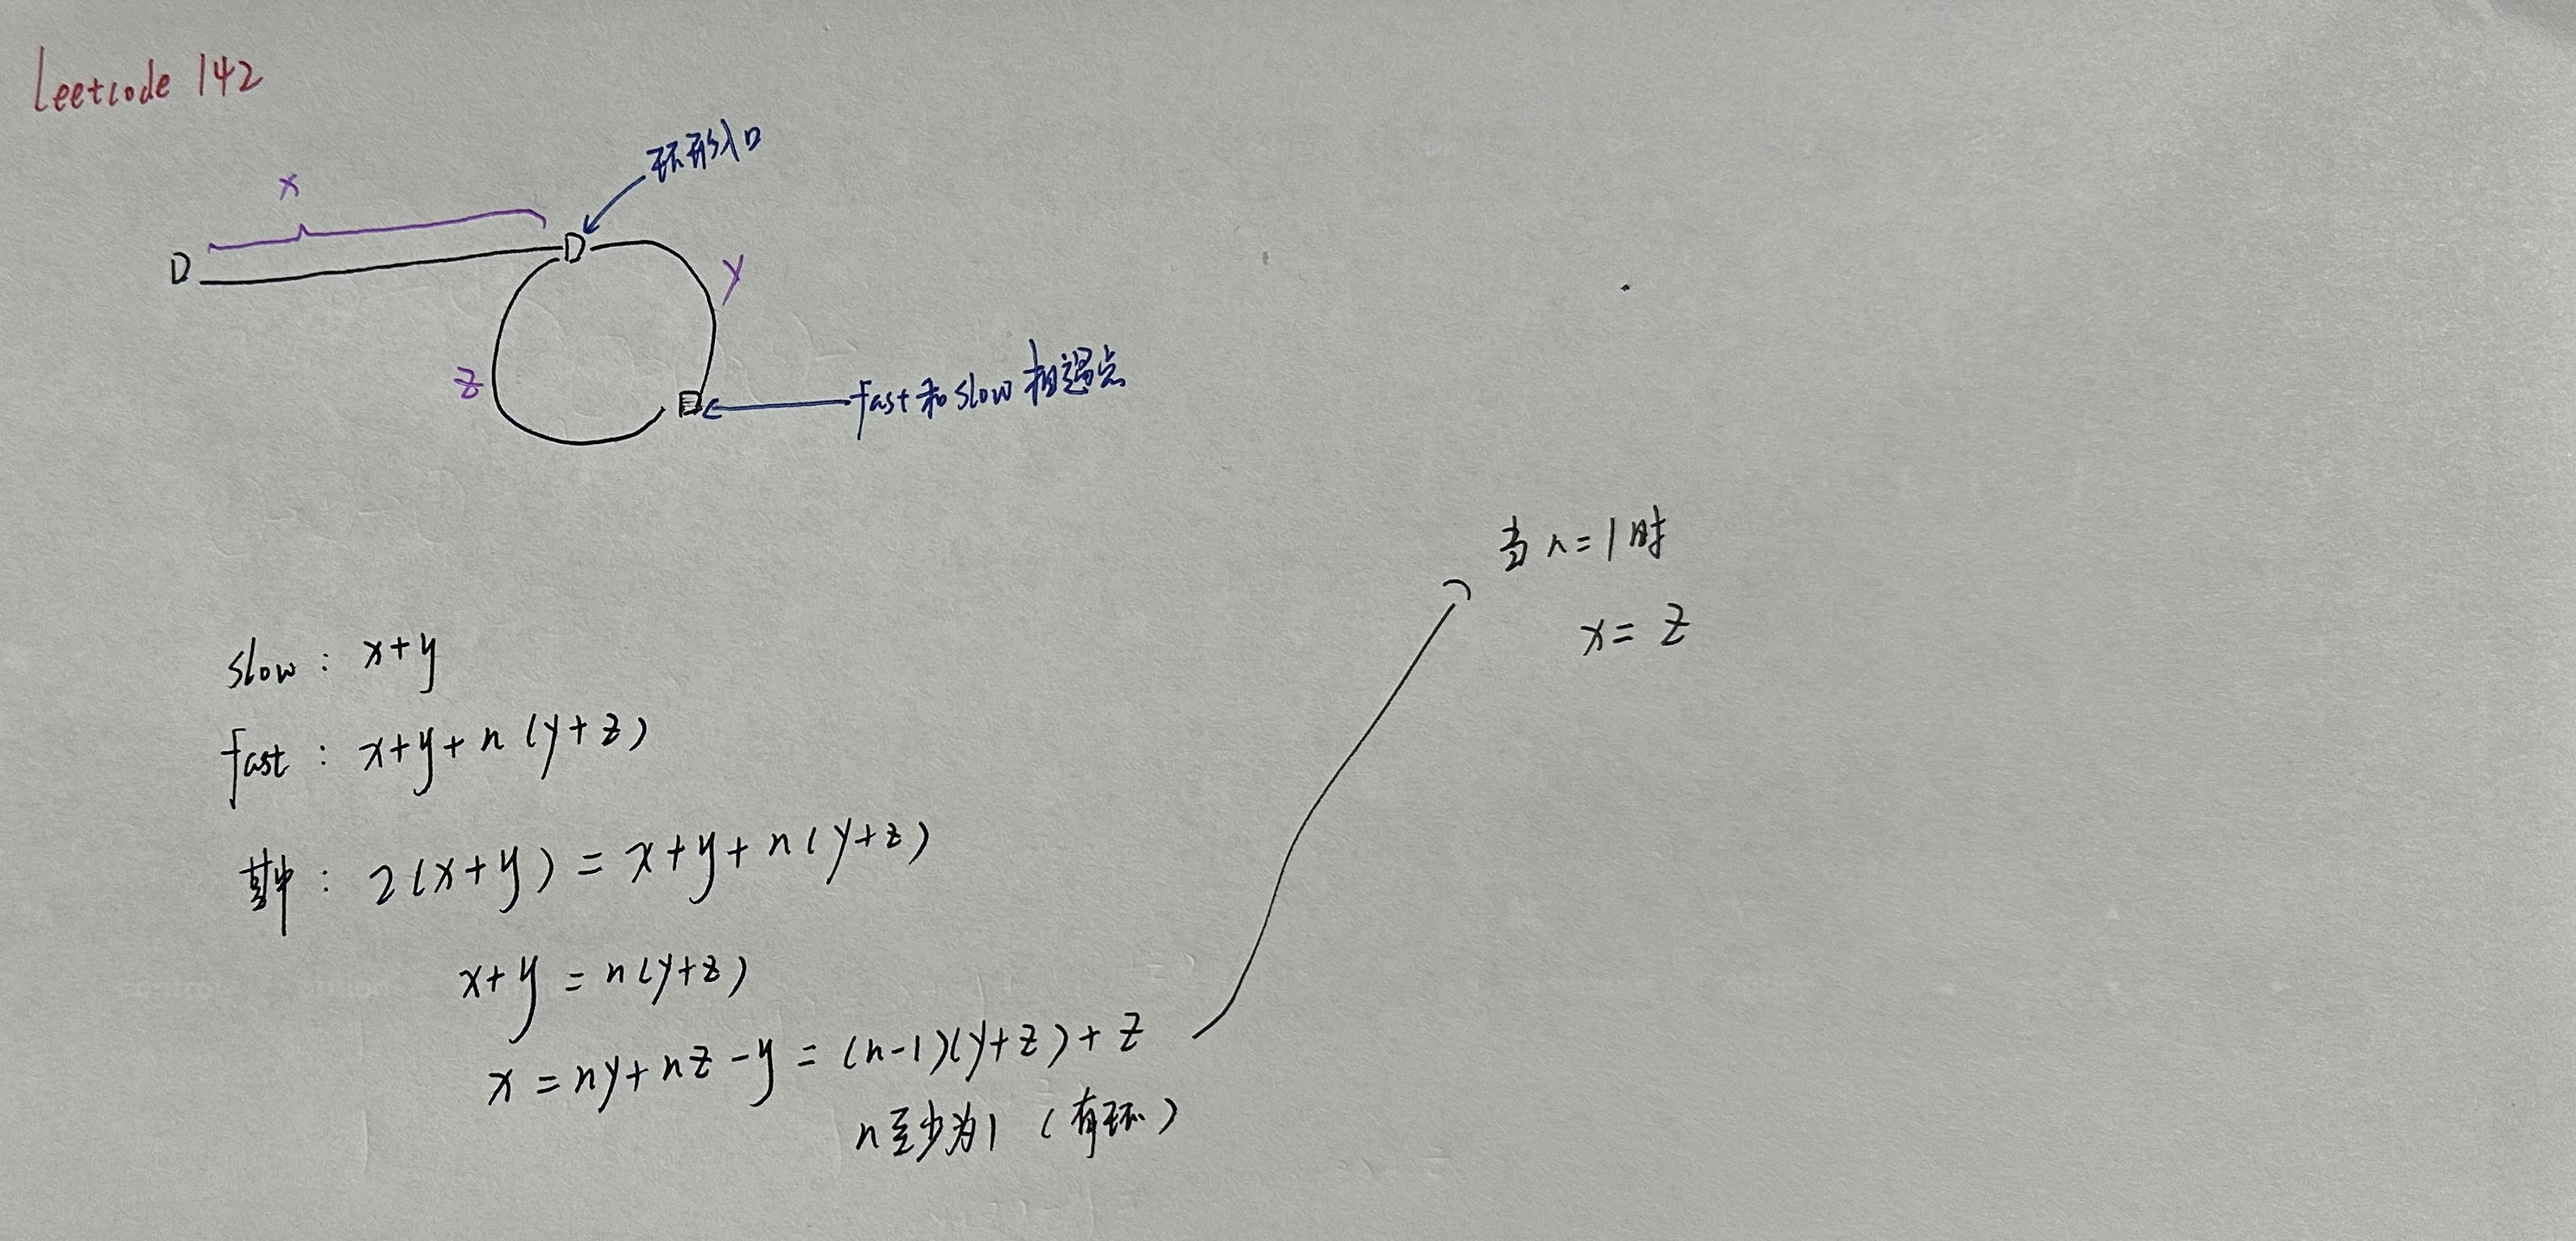 Leetcode 142
环形入口
x
y
z
fast和slow相遇点
当n=1时
x=z
slow: x+y
fast: x+y+n(y+z)
其中: 2(x+y)=x+y+n(y+z)
x+y=n(y+z)
x=ny+nz-y=(n-1)(y+z)+z
n至少为1 (有环)